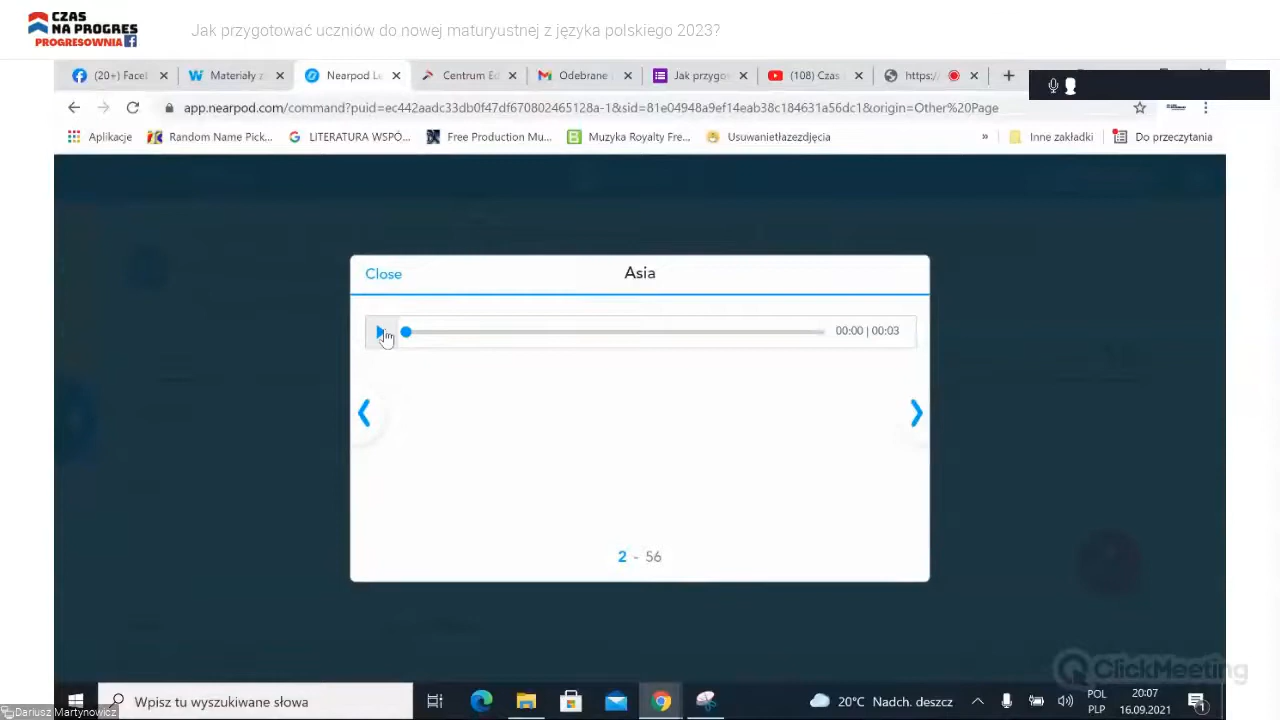 CZAS
NA PROGRES
PROGRESOWNIA
Jak przygotować uczniów do nowej matury ustnej z języka polskiego 2023?
(20+) Facel
Materiały z
Nearpod Le
Centrum Ed
Odebrane
Jak przygo
(108) Czas
https:/
app.nearpod.com/command?puid=ec442aadc33db0f47df670802465128a-1&sid=81e04948a9ef14eab38c184631a56dc1&origin=Other%20Page
Aplikacje
Random Name Pick...
LITERATURA WSPÓ...
Free Production Mu...
Muzyka Royalty Fre...
Usuwanietłazezdjęcia
»
Inne zakładki
Do przeczytania
Close
Asia
00:00 | 00:03
2 - 56
ClickMeeting
Wpisz tu wyszukiwane słowa
20°C Nadch. deszcz
POL
PLP
20:07
16.09.2021
1
Dariusz Martynowicz